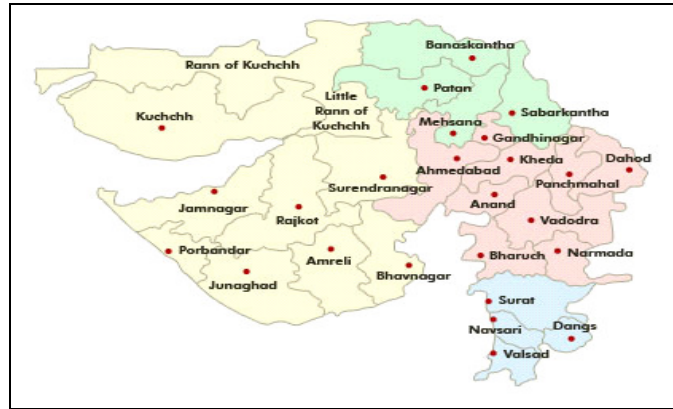 Banaskantha
Rann of Kuchchh
Patan
Little
Rann of
Kuchchh
Kuchchh
Sabarkantha
Mehsana
Gandhinagar
Ahmedabad
Kheda
Dahod
Panchmahal
Surendranagar
Anand
Jamnagar
Rajkot
Vadodra
Porbandar
Amreli
Bharuch
Narmada
Junaghad
Bhavnagar
Surat
Navsari
Dangs
Valsad